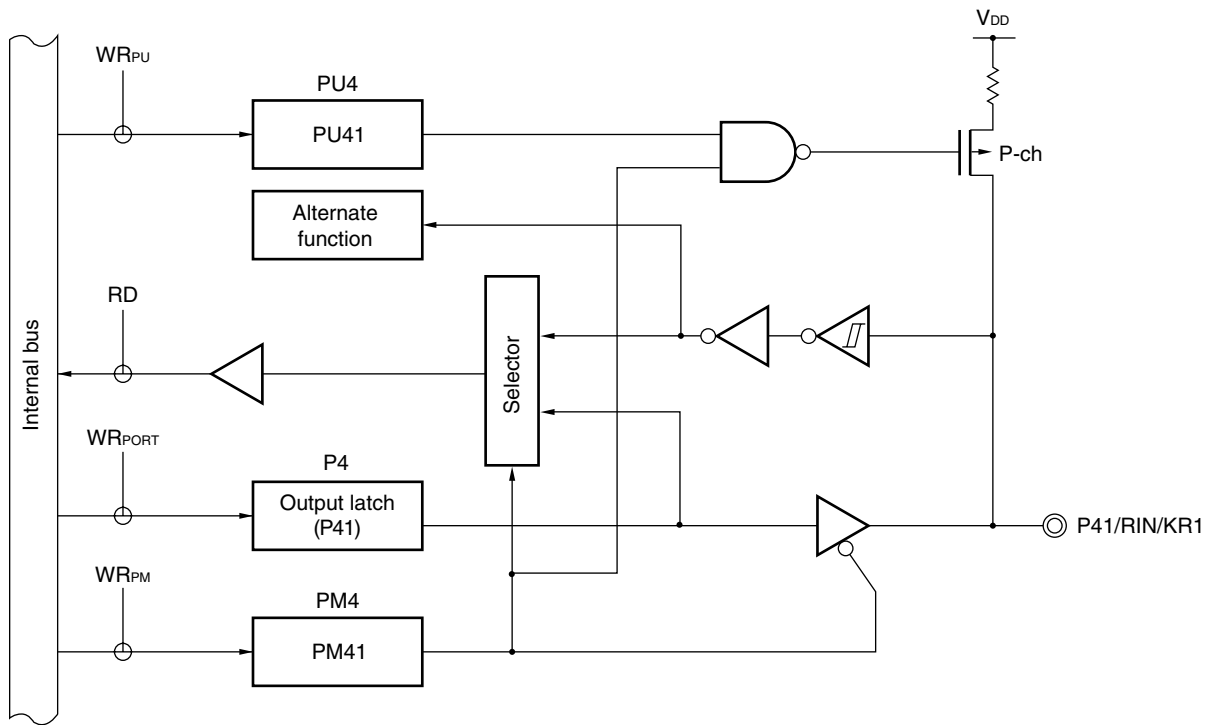 VDD
WRPU
PU4
PU41
P-ch
Alternate
function
RD
Internal bus
Selector
WRPORT
P4
Output latch
(P41)
P41/RIN/KR1
WRPM
PM4
PM41